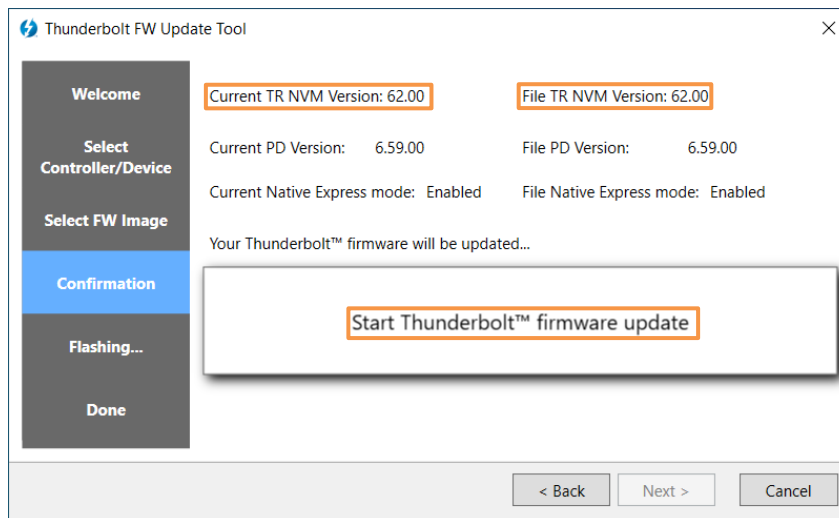 Thunderbolt FW Update Tool
Welcome
Select
Controller/Device
Select FW Image
Confirmation
Flashing...
Done
Current TR NVM Version: 62.00 File TR NVM Version: 62.00
Current PD Version: 6.59.00 File PD Version: 6.59.00
Current Native Express mode: Enabled File Native Express mode: Enabled
Your Thunderbolt™ firmware will be updated...
Start Thunderbolt™ firmware update
< Back Next > Cancel